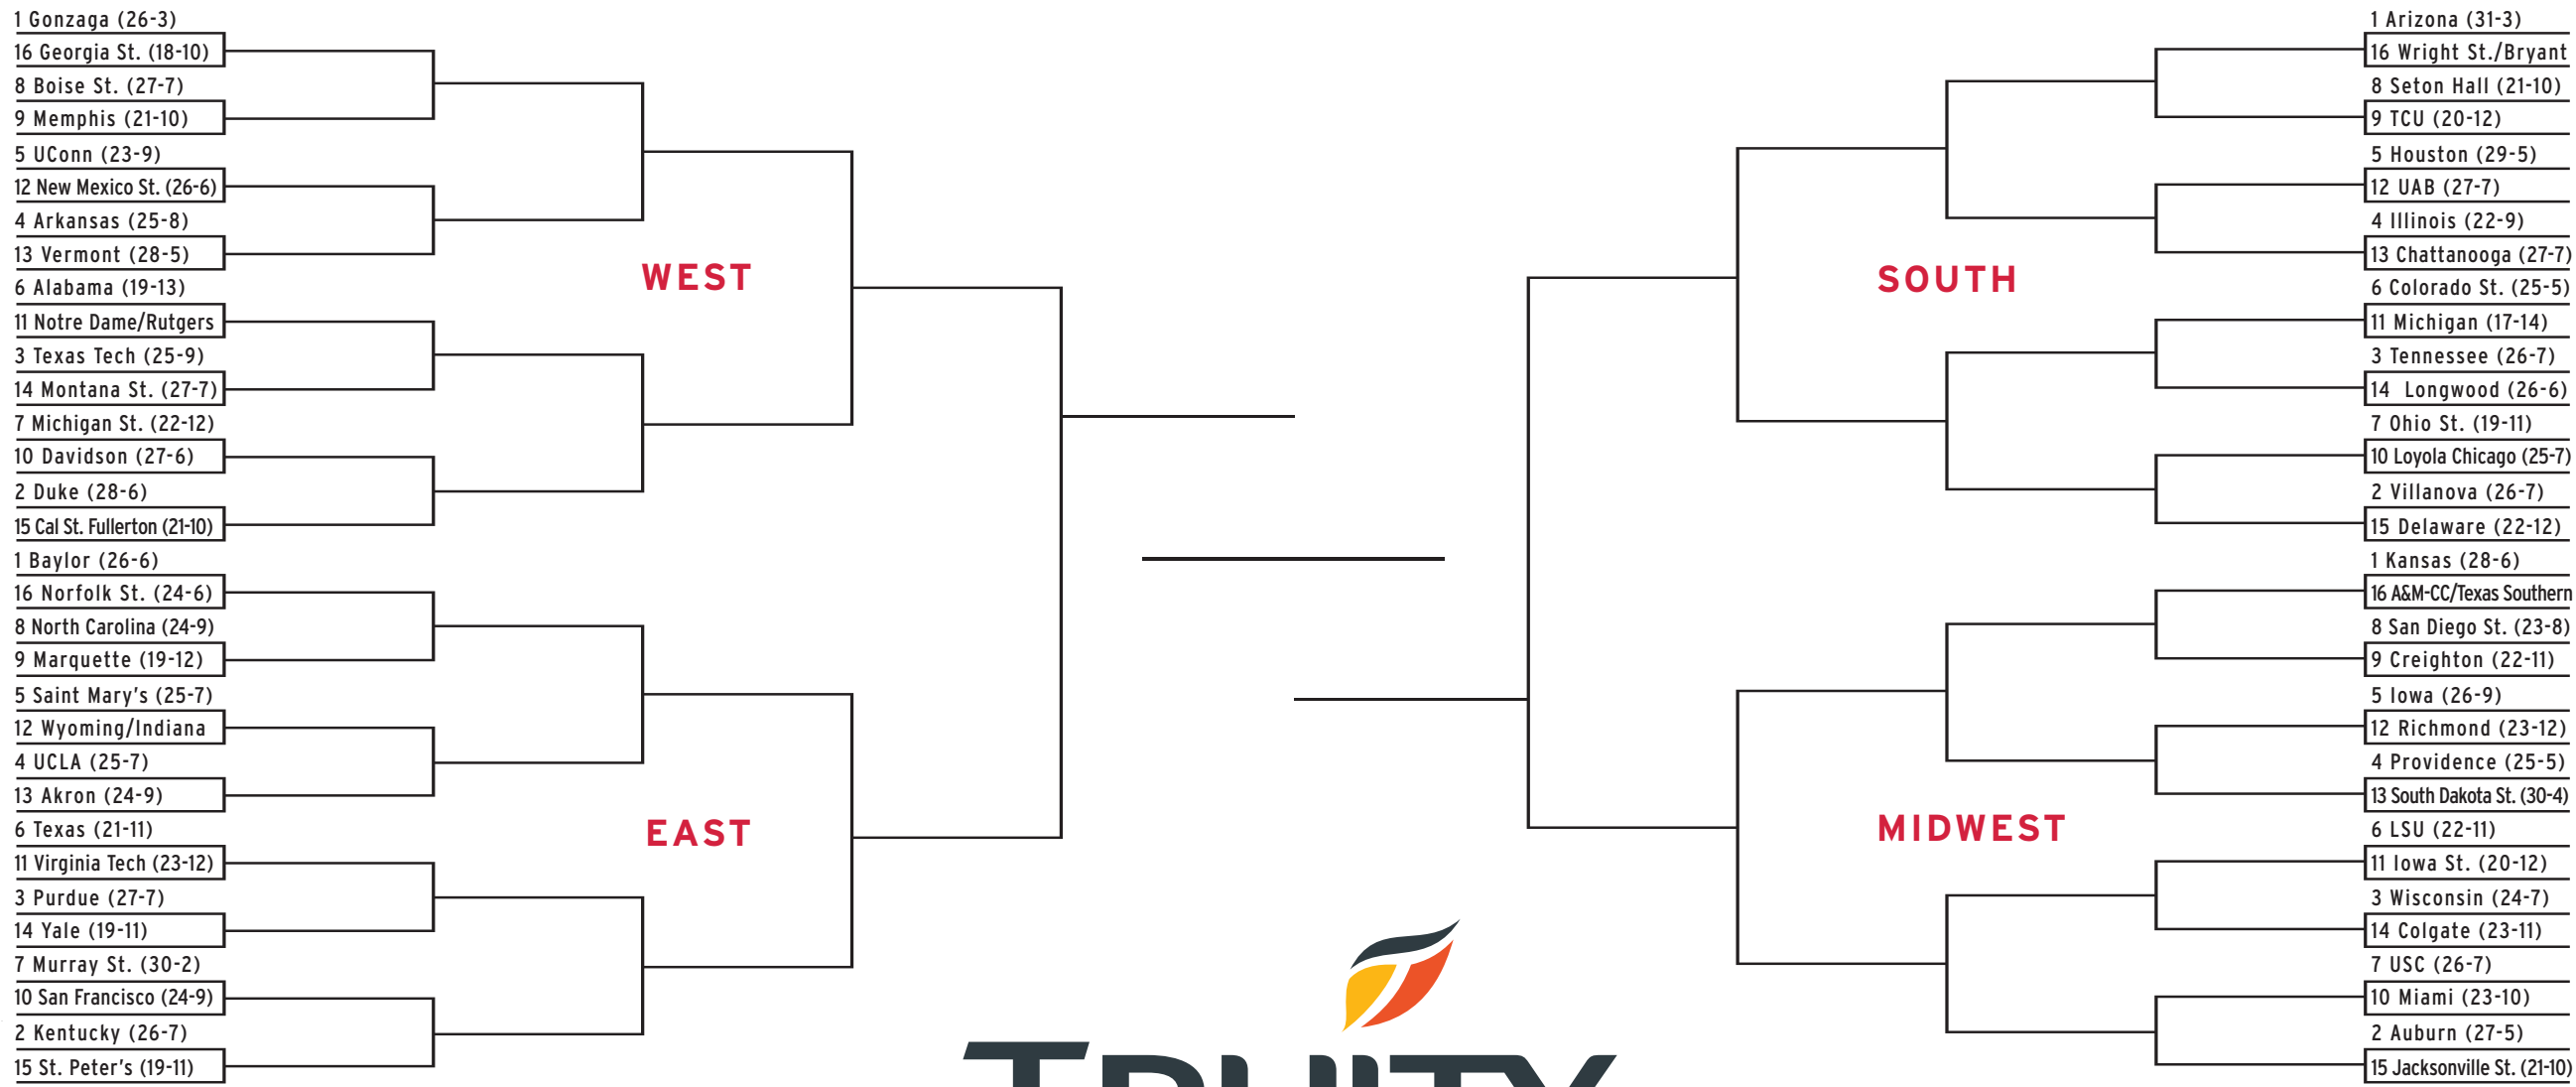 1 Gonzaga (26-3)
16 Georgia St. (18-10)
8 Boise St. (27-7)
9 Memphis (21-10)
5 UConn (23-9)
12 New Mexico St. (26-6)
4 Arkansas (25-8)
13 Vermont (28-5)
6 Alabama (19-13)
11 Notre Dame/Rutgers
3 Texas Tech (25-9)
14 Montana St. (27-7)
7 Michigan St. (22-12)
10 Davidson (27-6)
2 Duke (28-6)
15 Cal St. Fullerton (21-10)
WEST
1 Baylor (26-6)
16 Norfolk St. (24-6)
8 North Carolina (24-9)
9 Marquette (19-12)
5 Saint Mary's (25-7)
12 Wyoming/Indiana
4 UCLA (25-7)
13 Akron (24-9)
6 Texas (21-11)
11 Virginia Tech (23-12)
3 Purdue (27-7)
14 Yale (19-11)
7 Murray St. (30-2)
10 San Francisco (24-9)
2 Kentucky (26-7)
15 St. Peter's (19-11)
EAST
1 Arizona (31-3)
16 Wright St./Bryant
8 Seton Hall (21-10)
9 TCU (20-12)
5 Houston (29-5)
12 UAB (27-7)
4 Illinois (22-9)
13 Chattanooga (27-7)
6 Colorado St. (25-5)
11 Michigan (17-14)
3 Tennessee (26-7)
14 Longwood (26-6)
7 Ohio St. (19-11)
10 Loyola Chicago (25-7)
2 Villanova (26-7)
15 Delaware (22-12)
SOUTH
1 Kansas (28-6)
16 A&M-CC/Texas Southern
8 San Diego St. (23-8)
9 Creighton (22-11)
5 Iowa (26-9)
12 Richmond (23-12)
4 Providence (25-5)
13 South Dakota St. (30-4)
6 LSU (22-11)
11 Iowa St. (20-12)
3 Wisconsin (24-7)
14 Colgate (23-11)
7 USC (26-7)
10 Miami (23-10)
2 Auburn (27-5)
15 Jacksonville St. (21-10)
MIDWEST
TRUITY